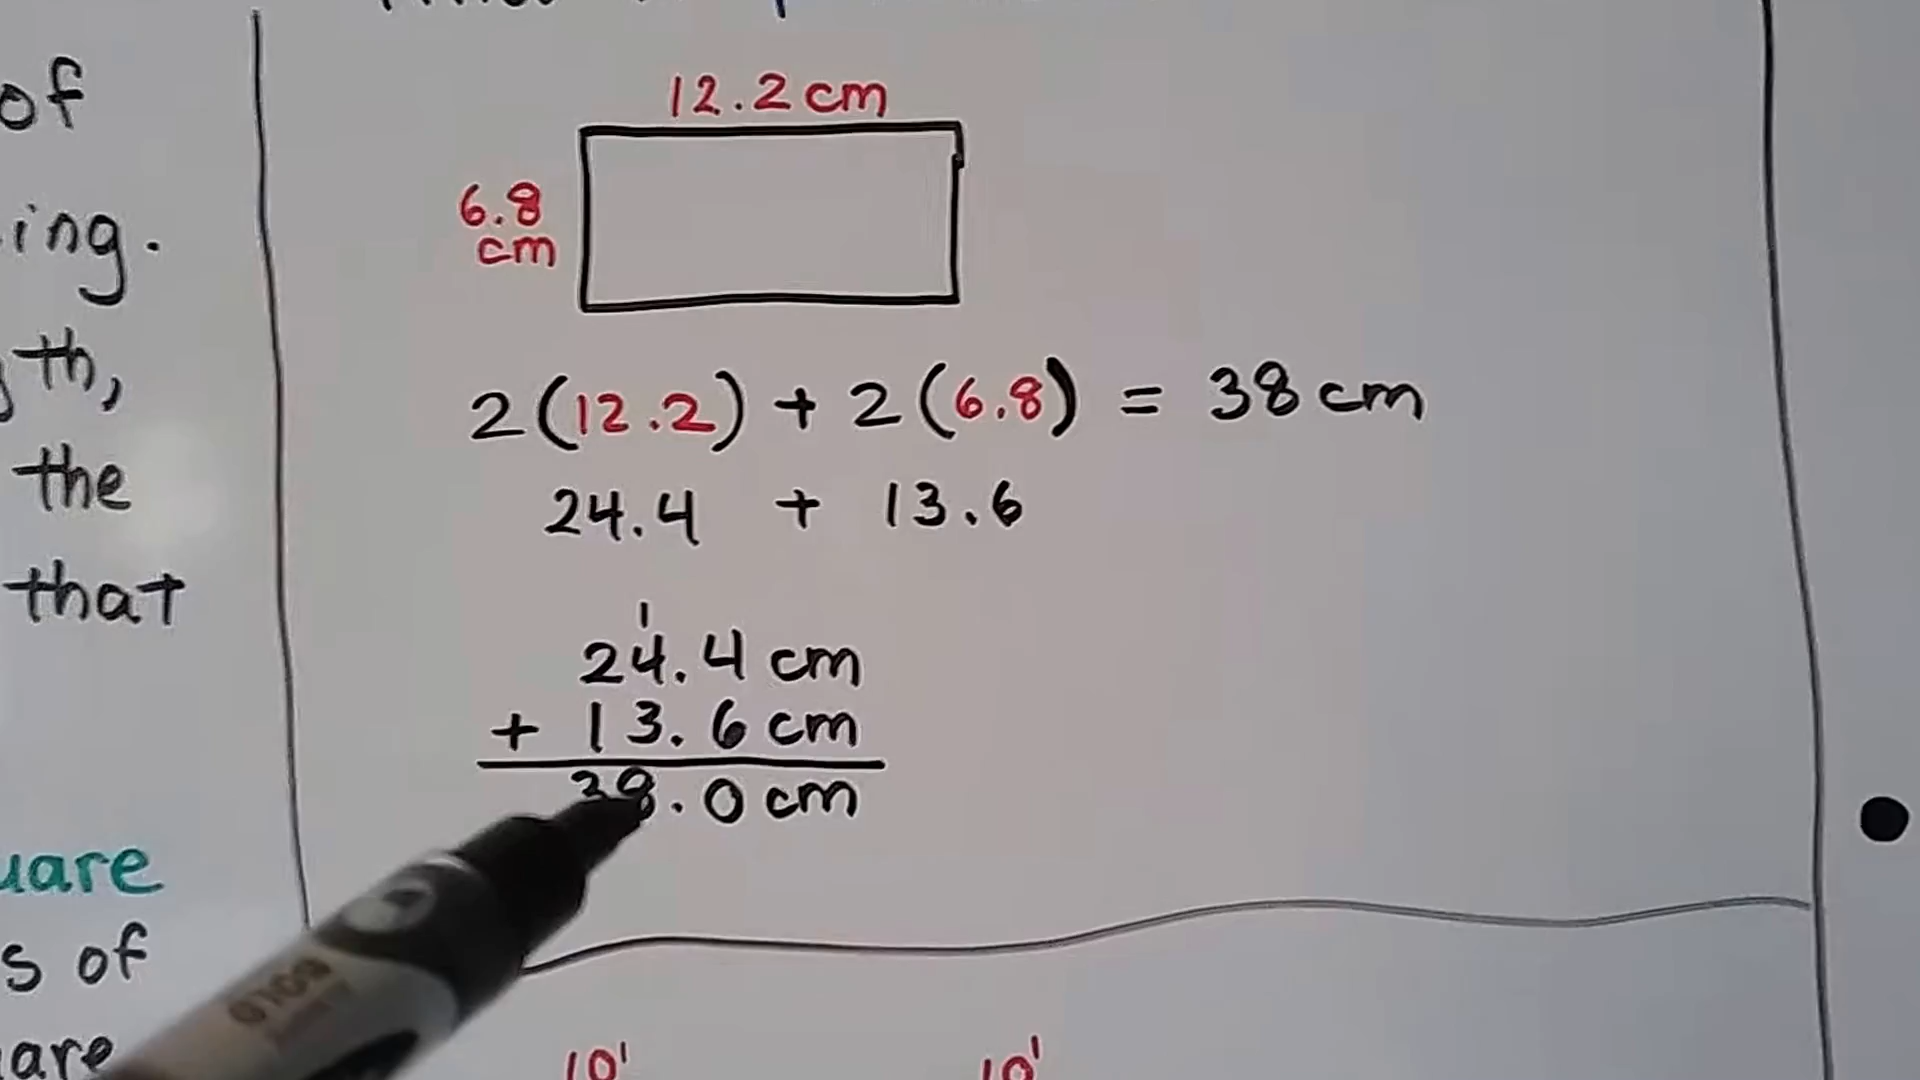 of
ing.
th,
the
that
uare
s of
are
12.2 cm
6.8
cm
2(12.2) + 2(6.8) = 38 cm
24.4 + 13.6
1
24.4 cm
+ 13.6 cm
38.0 cm
10'
10'